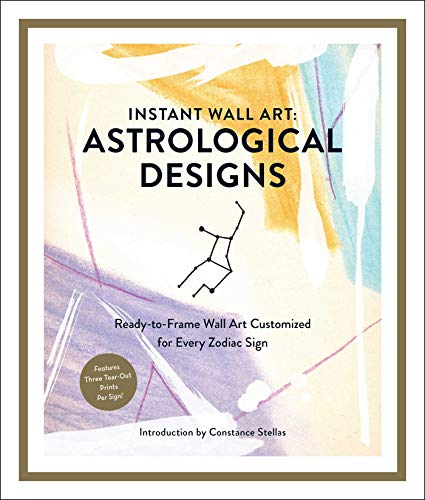 INSTANT WALL ART:
ASTROLOGICAL
DESIGNS
Ready-to-Frame Wall Art Customized
for Every Zodiac Sign
Features
Three Tear-Out
Prints
Per Sign!
Introduction by Constance Stellas